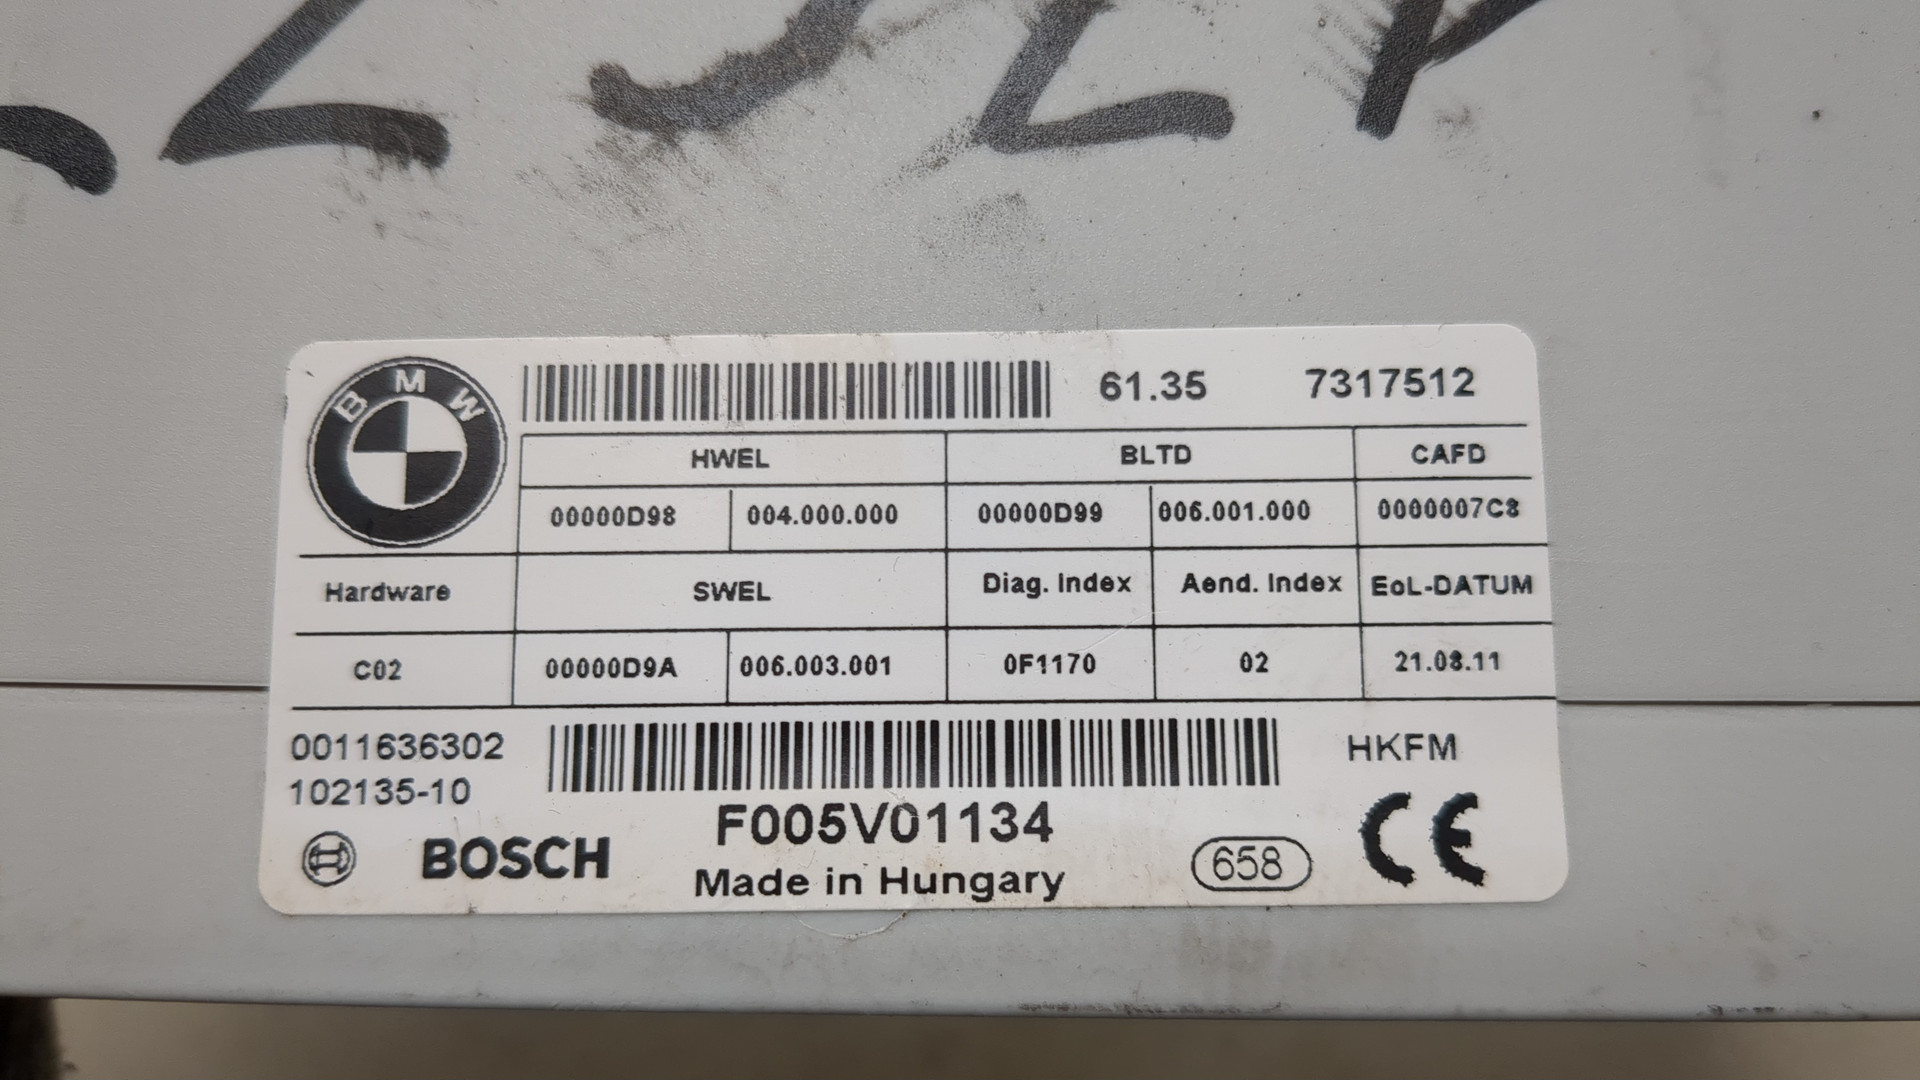 BMW
61.35 7317512
HWEL BLTD CAFD
00000D98 004.000.000 00000D99 006.001.000 0000007C8
Hardware SWEL Diag. Index Aend. Index EoL-DATUM
C02 00000D9A 006.003.001 0F1170 02 21.08.11
0011636302 HKFM
102135-10
F005V01134
BOSCH 658 CE
Made in Hungary